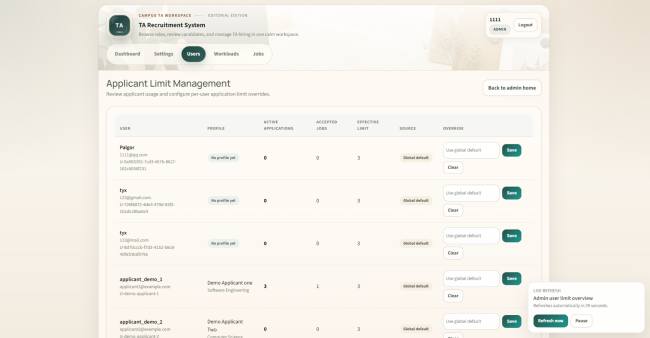 CAMPUS TA WORKSPACE
EDITORIAL EDITION
TA
TA Recruitment System
Browse roles, review candidates, and manage TA hiring in one calm workspace.
1111
ADMIN
Logout
Dashboard Settings Users Workloads Jobs
Applicant Limit Management
Review applicant usage and configure per-user application limit overrides.
Back to admin home
USER PROFILE ACTIVE APPLICATIONS ACCEPTED JOBS EFFECTIVE LIMIT SOURCE OVERRIDE
Palgor
1111@qq.com
No profile yet 0 0 3 Global default Use global default Save
Clear
tyx
123@gmail.com
No profile yet 0 0 3 Global default Use global default Save
Clear
tyx
123@mail.com
No profile yet 0 0 3 Global default Use global default Save
Clear
applicant_demo_1
applicant1@example.com
u-demo-applicant-1
Demo Applicant one
Software Engineering
3 1 3 Global default Use global default Save
Clear
applicant_demo_2
applicant2@example.com
u-demo-applicant-2
Demo Applicant
Two
Computer Science
0 0 3 Global default Use global default Save
Clear
LIVE REFRESH
Admin user limit overview
Refreshes automatically in 29 seconds.
Refresh now Pause